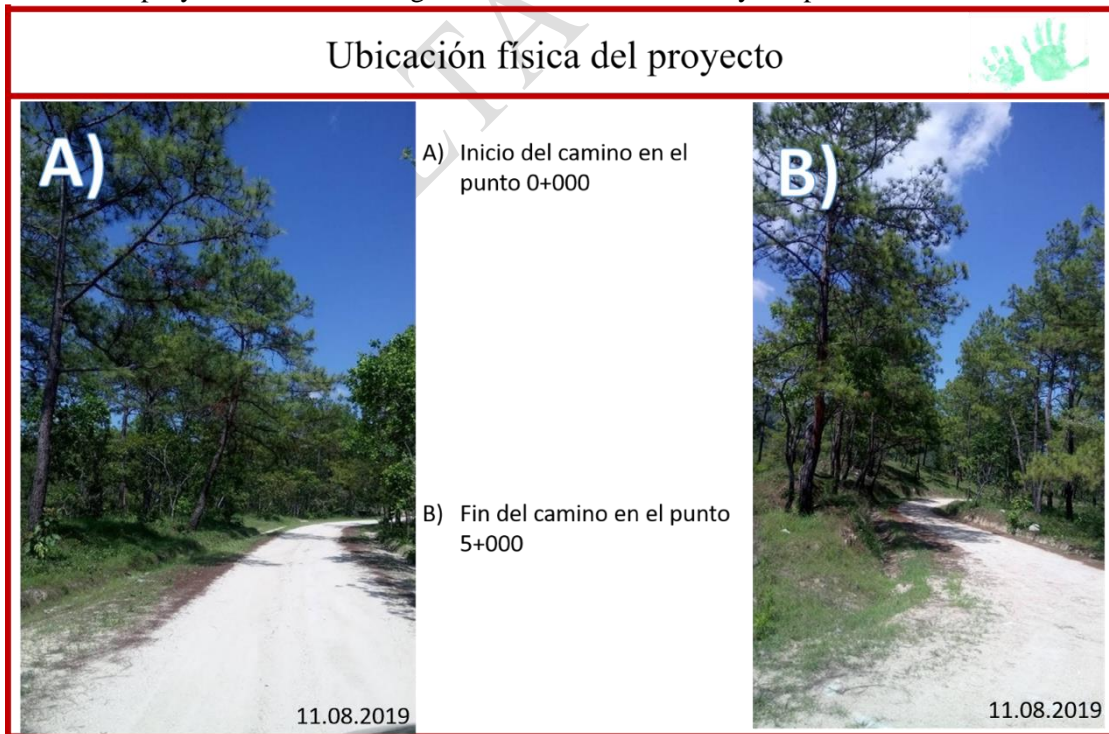 Ubicación física del proyecto
A)
A) Inicio del camino en el
punto 0+000
B) Fin del camino en el punto
5+000
11.08.2019
B)
11.08.2019